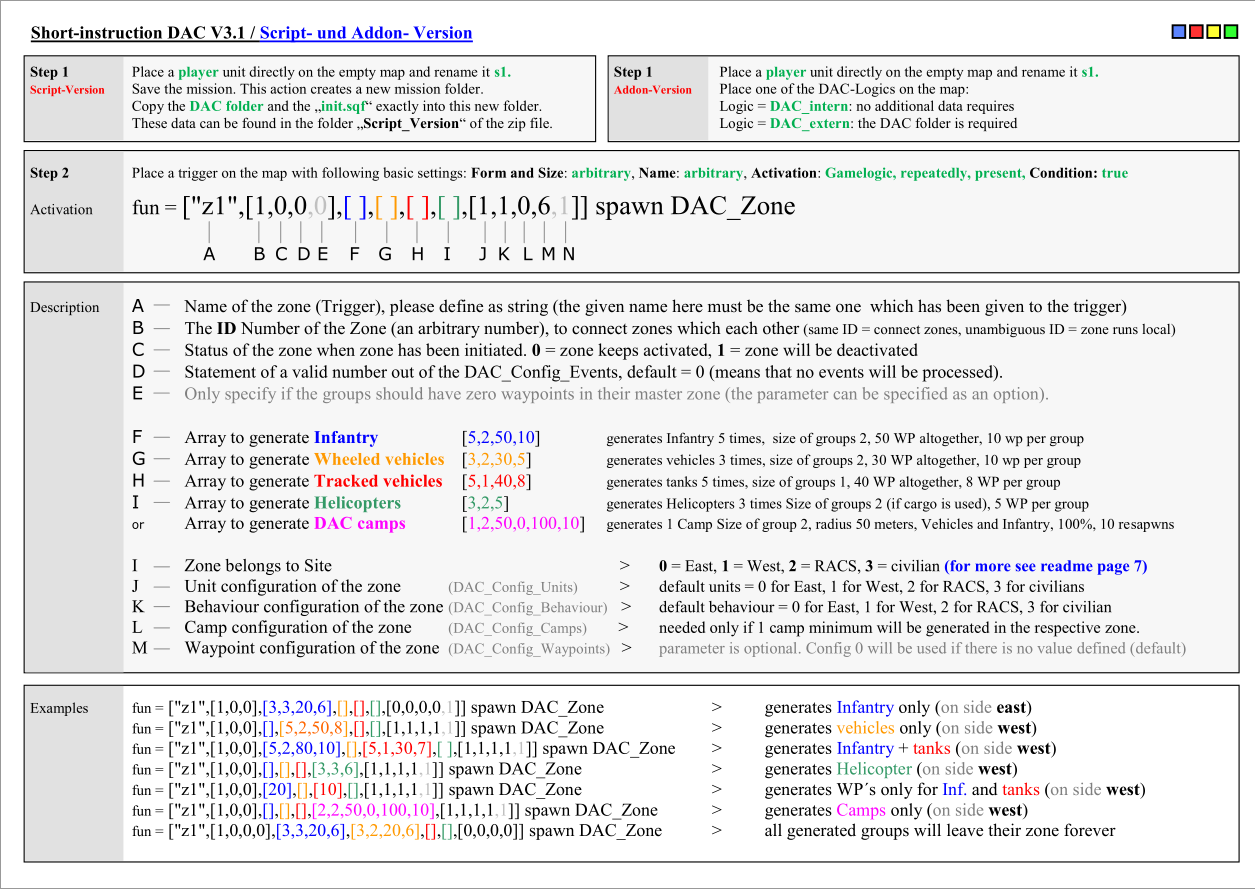 Short-instruction DAC V3.1 / Script- und Addon- Version
Step 1
Script-Version
Place a player unit directly on the empty map and rename it s1.
Save the mission. This action creates a new mission folder.
Copy the DAC folder and the „init.sqf“ exactly into this new folder.
These data can be found in the folder „Script_Version“ of the zip file.
Step 1
Addon-Version
Place a player unit directly on the empty map and rename it s1.
Place one of the DAC-Logics on the map:
Logic = DAC_intern: no additional data requires
Logic = DAC_extern: the DAC folder is required
Step 2 Place a trigger on the map with following basic settings: Form and Size: arbitrary, Name: arbitrary, Activation: Gamelogic, repeatedly, present, Condition: true
Activation fun = ["z1",[1,0,0,0],[ ],[ ],[ ],[ ],[1,1,0,6,1]] spawn DAC_Zone
A B C D E F G H I J K L M N
Description A — Name of the zone (Trigger), please define as string (the given name here must be the same one which has been given to the trigger)
B — The ID Number of the Zone (an arbitrary number), to connect zones which each other (same ID = connect zones, unambiguous ID = zone runs local)
C — Status of the zone when zone has been initiated. 0 = zone keeps activated, 1 = zone will be deactivated
D — Statement of a valid number out of the DAC_Config_Events, default = 0 (means that no events will be processed).
E — Only specify if the groups should have zero waypoints in their master zone (the parameter can be specified as an option).
F — Array to generate Infantry [5,2,50,10] generates Infantry 5 times, size of groups 2, 50 WP altogether, 10 wp per group
G — Array to generate Wheeled vehicles [3,2,30,5] generates vehicles 3 times, size of groups 2, 30 WP altogether, 10 wp per group
H — Array to generate Tracked vehicles [5,1,40,8] generates tanks 5 times, size of groups 1, 40 WP altogether, 8 WP per group
I — Array to generate Helicopters [3,2,5] generates Helicopters 3 times Size of groups 2 (if cargo is used), 5 WP per group
or Array to generate DAC camps [1,2,50,0,100,10] generates 1 Camp Size of group 2, radius 50 meters, Vehicles and Infantry, 100%, 10 resapwns
I — Zone belongs to Site > 0 = East, 1 = West, 2 = RACS, 3 = civilian (for more see readme page 7)
J — Unit configuration of the zone (DAC_Config_Units) > default units = 0 for East, 1 for West, 2 for RACS, 3 for civilians
K — Behaviour configuration of the zone (DAC_Config_Behaviour) > default behaviour = 0 for East, 1 for West, 2 for RACS, 3 for civilian
L — Camp configuration of the zone (DAC_Config_Camps) > needed only if 1 camp minimum will be generated in the respective zone.
M — Waypoint configuration of the zone (DAC_Config_Waypoints) > parameter is optional. Config 0 will be used if there is no value defined (default)
Examples fun = ["z1",[1,0,0],[3,3,20,6],[],[],[],[0,0,0,0,1]] spawn DAC_Zone > generates Infantry only (on side east)
fun = ["z1",[1,0,0],[],[5,2,50,8],[],[],[1,1,1,1,1]] spawn DAC_Zone > generates vehicles only (on side west)
fun = ["z1",[1,0,0],[5,2,80,10],[],[5,1,30,7],[ ],[1,1,1,1,1]] spawn DAC_Zone > generates Infantry + tanks (on side west)
fun = ["z1",[1,0,0],[],[],[],[3,3,6],[1,1,1,1,1]] spawn DAC_Zone > generates Helicopter (on side west)
fun = ["z1",[1,0,0],[20],[],[10],[],[1,1,1,1,1]] spawn DAC_Zone > generates WP´s only for Inf. and tanks (on side west)
fun = ["z1",[1,0,0],[],[],[],[2,2,50,0,100,10],[1,1,1,1,1]] spawn DAC_Zone > generates Camps only (on side west)
fun = ["z1",[1,0,0,0],[3,3,20,6],[3,2,20,6],[],[],[0,0,0,0]] spawn DAC_Zone > all generated groups will leave their zone forever